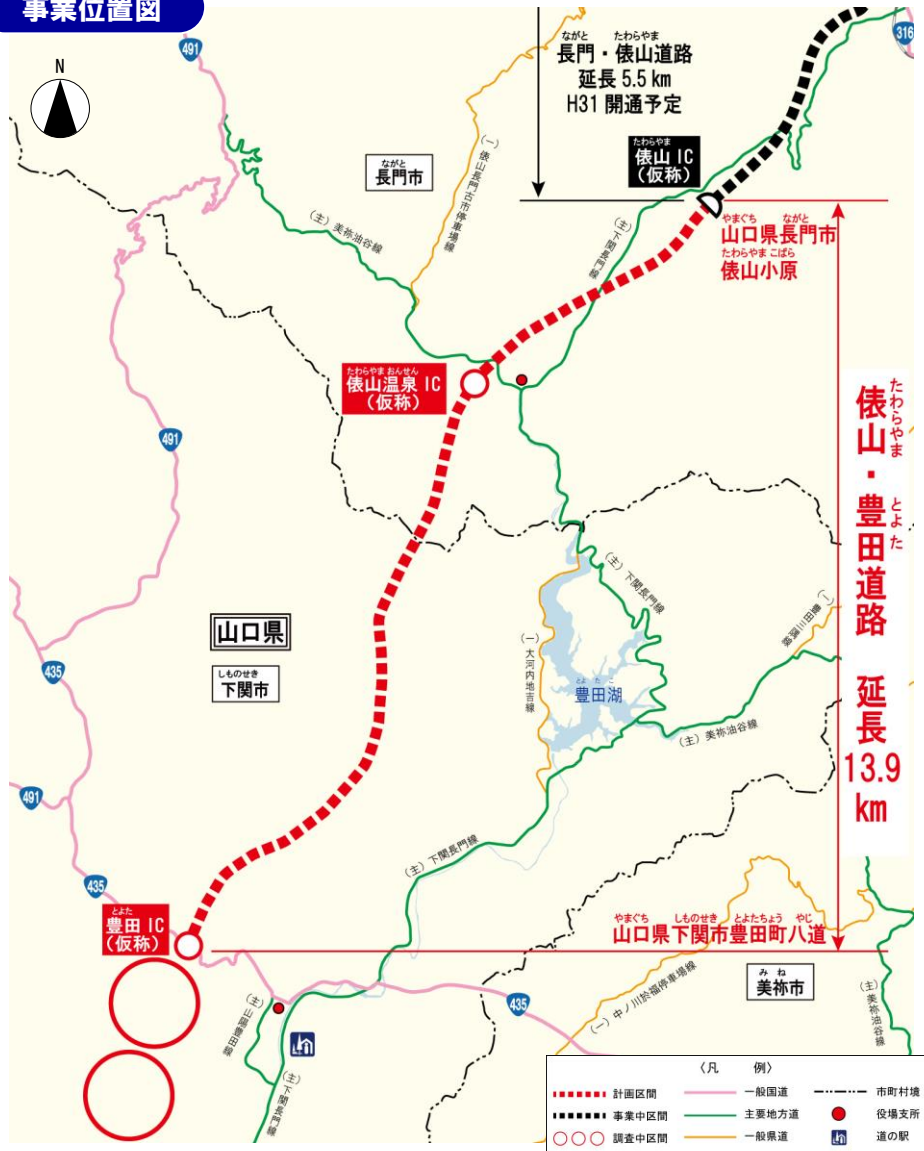 事業位置図
N
491
316
ながと たわらやま
長門・俵山道路
延長 5.5 km
H31 開通予定
たわらやま
俵山 IC
(仮称)
ながと
長門市
(一)俵山長門古市停車場線
(主)美祢油谷線
(主)下関長門線
やまぐち ながと
山口県長門市
たわらやま こばら
俵山小原
たわらやま おんせん
俵山温泉 IC
(仮称)
491
たわらやま とよた
俵山・豊田道路 延長 13.9 km
(主)下関長門線
(一)豊田三隅線
(一)大河内地吉線
とよたこ
豊田湖
(主)美祢油谷線
山口県
しものせき
下関市
435
491
(主)下関長門線
435
とよた
豊田 IC
(仮称)
やまぐち しものせき とよたちょう やじ
山口県下関市豊田町八道
みね
美祢市
435
(一)中ノ川於福停車場線
(主)美祢油谷線
(主)山陽豊田線
(主)下関長門線
〈凡 例〉
計画区間 一般国道 市町村境
事業中区間 主要地方道 役場支所
調査中区間 一般県道 道の駅